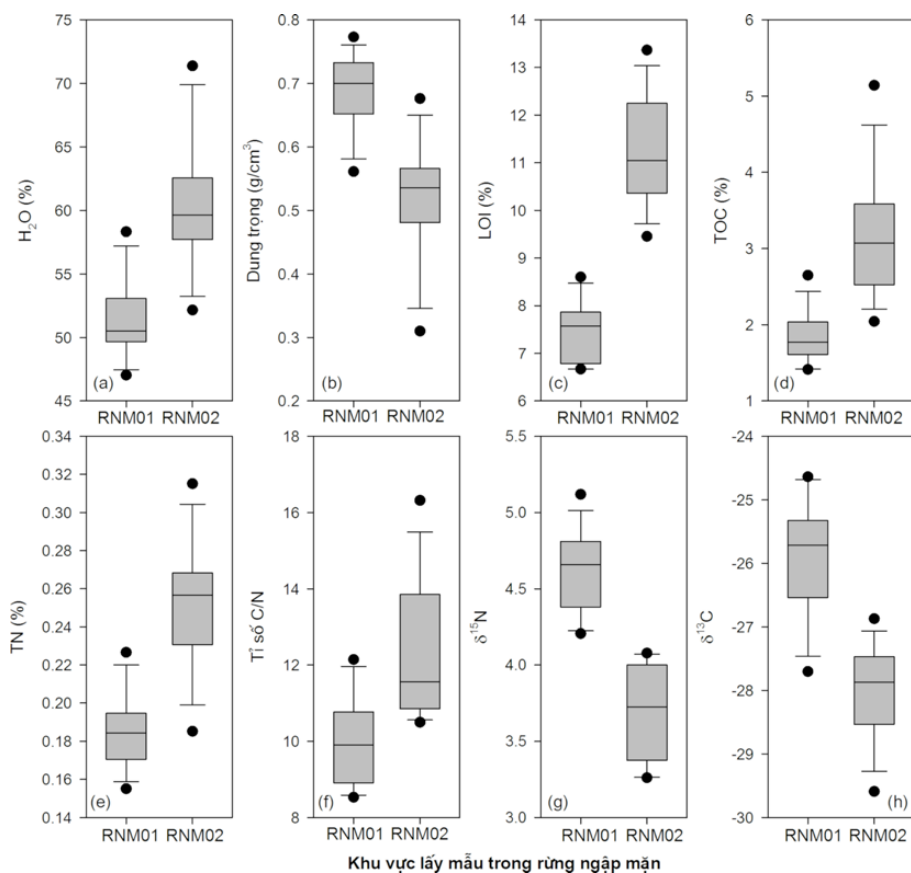 H₂O (%)
75
70
65
60
55
50
45
(a)
RNM01 RNM02
Dung trọng (g/cm³)
0.8
0.7
0.6
0.5
0.4
0.3
0.2
(b)
RNM01 RNM02
LOI (%)
14
13
12
11
10
9
8
7
6
(c)
RNM01 RNM02
TOC (%)
6
5
4
3
2
1
(d)
RNM01 RNM02
TN (%)
0.34
0.32
0.30
0.28
0.26
0.24
0.22
0.20
0.18
0.16
0.14
(e)
RNM01 RNM02
Tỉ số C/N
18
16
14
12
10
8
(f)
RNM01 RNM02
δ¹⁵N
5.5
5.0
4.5
4.0
3.5
3.0
(g)
RNM01 RNM02
δ¹³C
-24
-25
-26
-27
-28
-29
-30
(h)
RNM01 RNM02
Khu vực lấy mẫu trong rừng ngập mặn